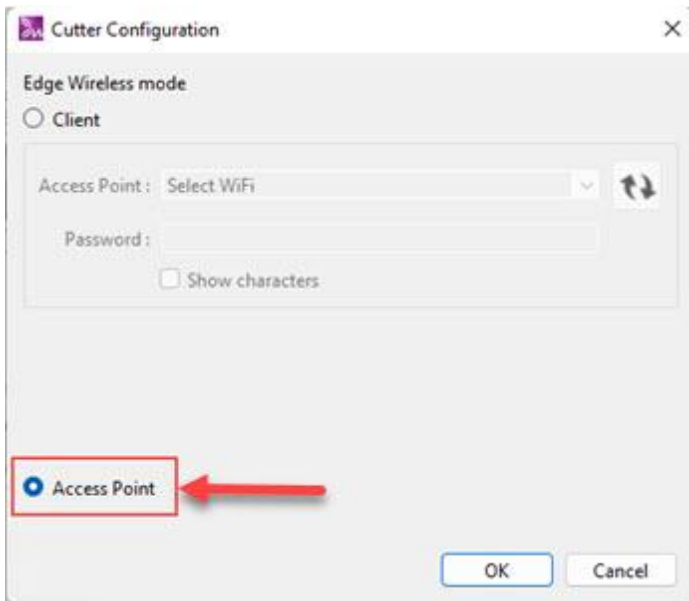 Cutter Configuration
Edge Wireless mode
Client
Access Point : Select WiFi
Password :
Show characters
Access Point
OK Cancel